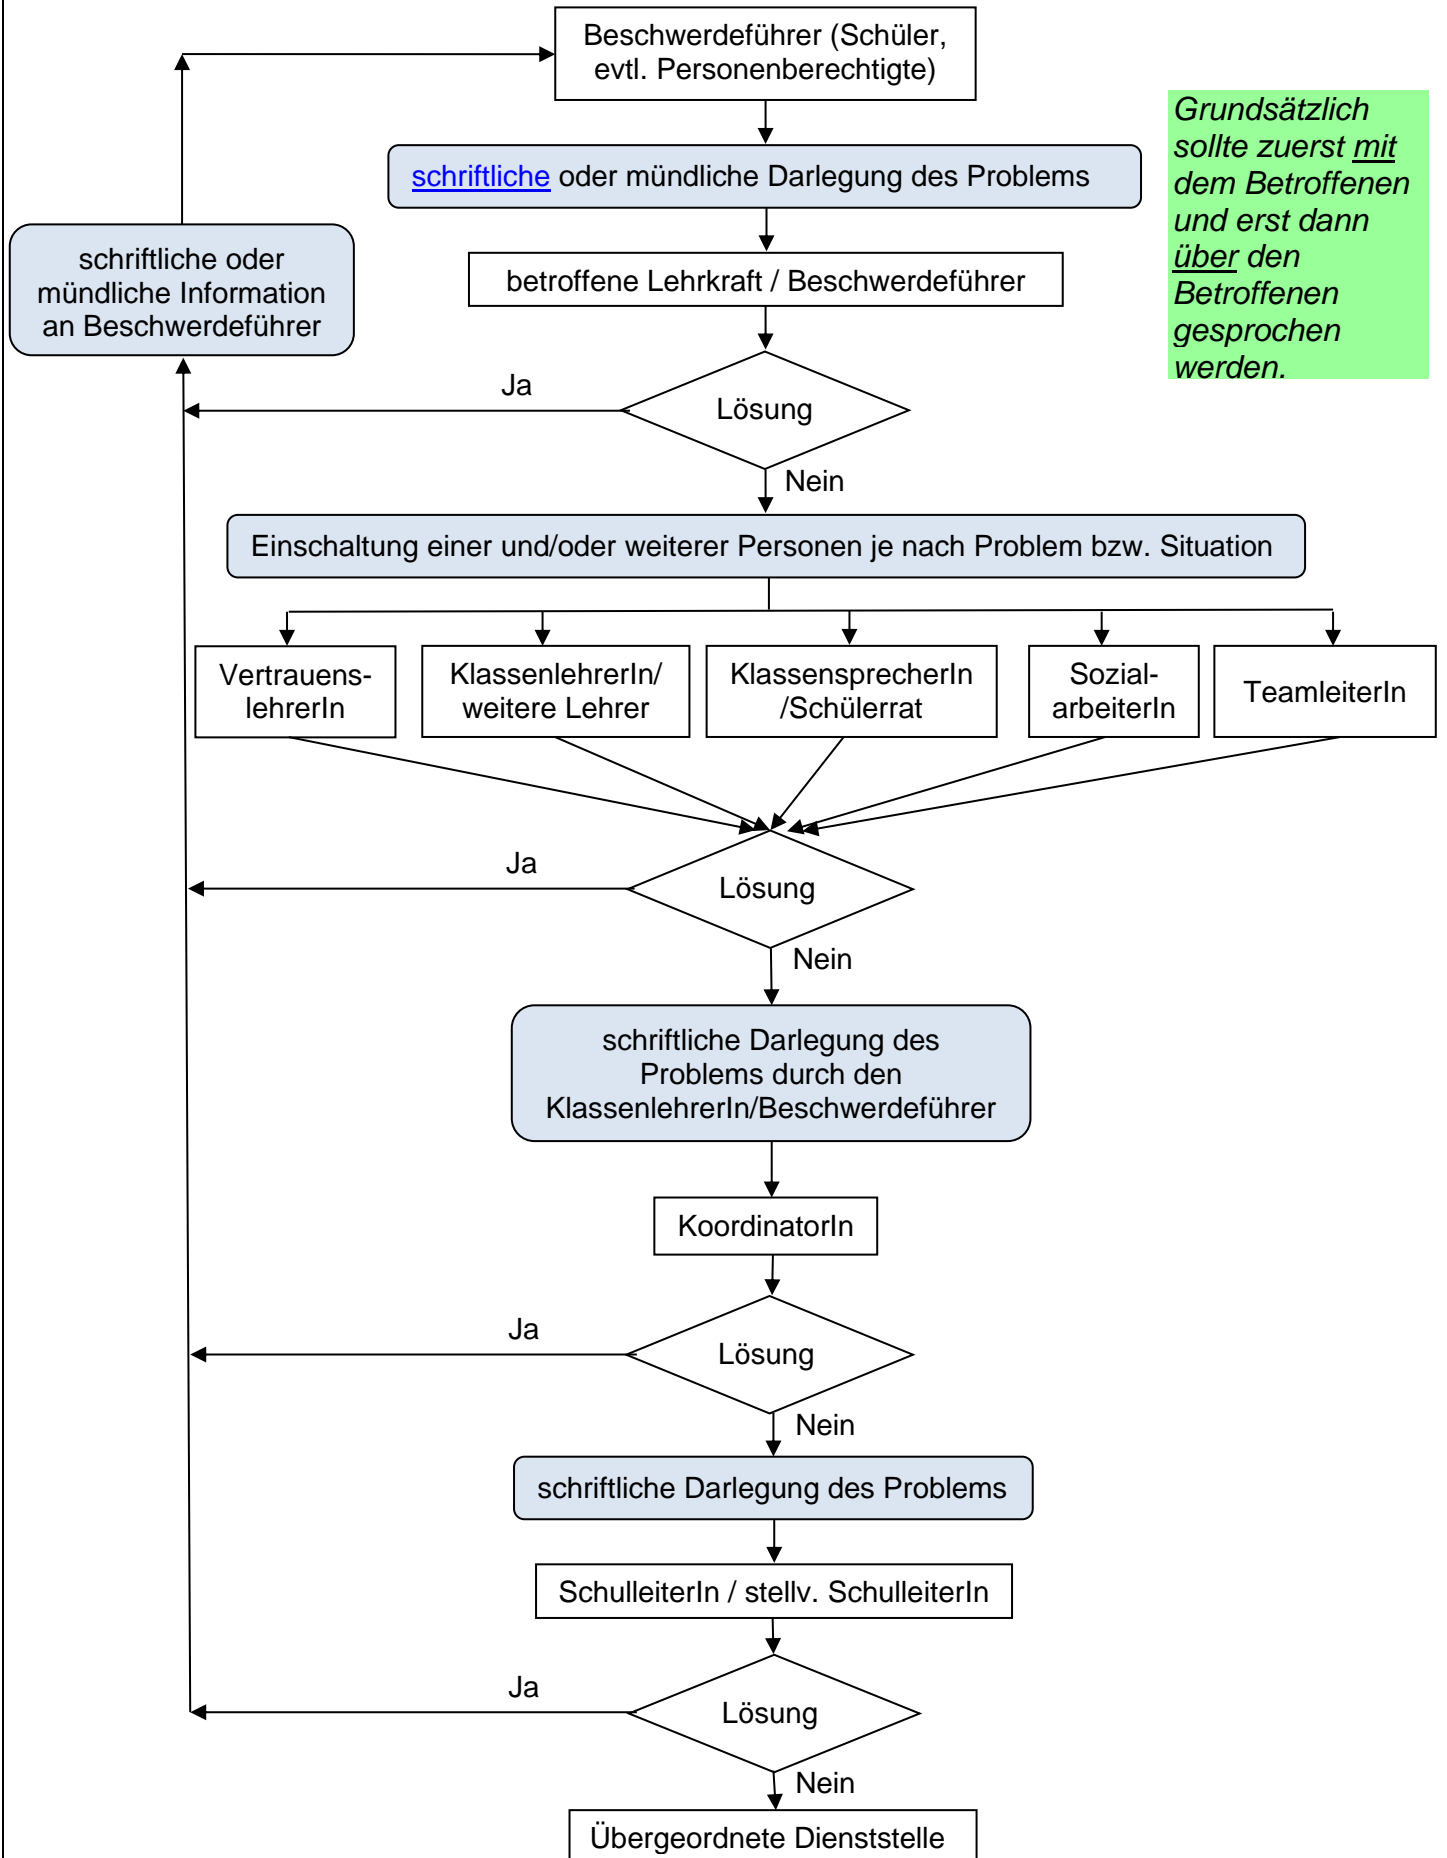 Beschwerdeführer (Schüler,
evtl. Personenberechtigte)
Grundsätzlich
sollte zuerst mit
dem Betroffenen
und erst dann
über den
Betroffenen
gesprochen
werden.
schriftliche oder mündliche Darlegung des Problems
schriftliche oder
mündliche Information
an Beschwerdeführer
betroffene Lehrkraft / Beschwerdeführer
Ja
Lösung
Nein
Einschaltung einer und/oder weiterer Personen je nach Problem bzw. Situation
Vertrauens-
lehrerIn
KlassenlehrerIn/
weitere Lehrer
KlassensprecherIn
/Schülerrat
Sozial-
arbeiterIn
TeamleiterIn
Ja
Lösung
Nein
schriftliche Darlegung des
Problems durch den
KlassenlehrerIn/Beschwerdeführer
KoordinatorIn
Ja
Lösung
Nein
schriftliche Darlegung des Problems
SchulleiterIn / stellv. SchulleiterIn
Ja
Lösung
Nein
Übergeordnete Dienststelle